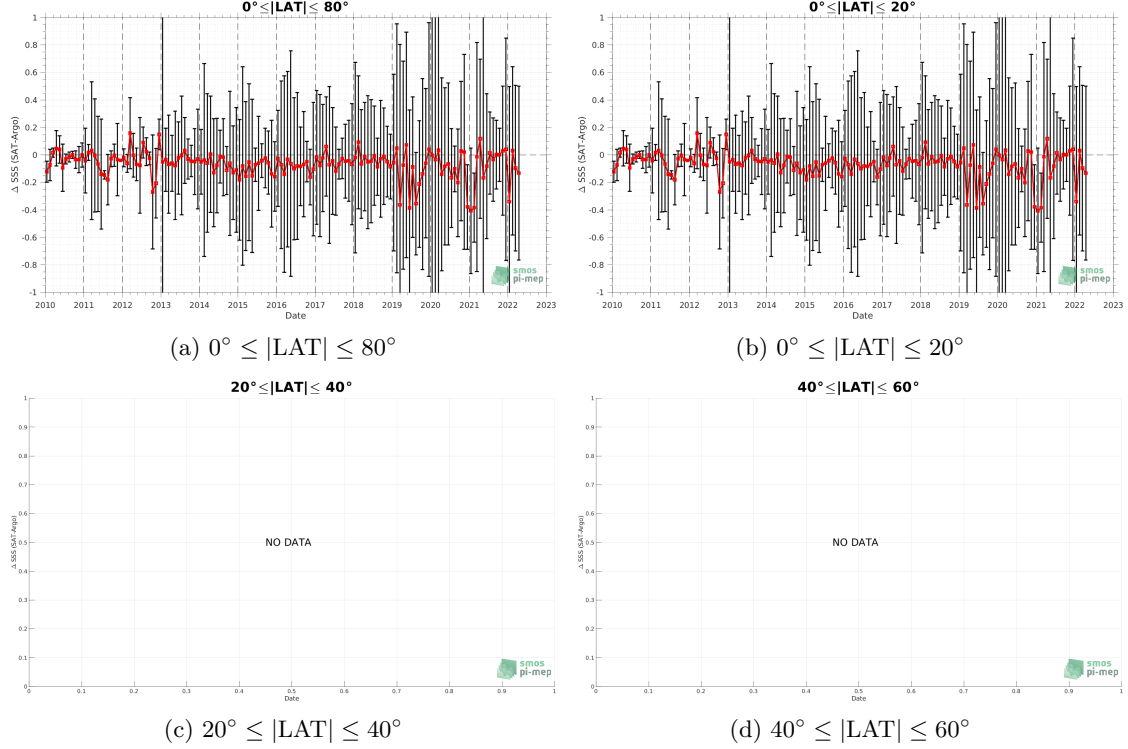 0°≤|LAT|≤ 80°
0°≤|LAT|≤ 20°
Δ SSS (SAT-Argo)
1
0.8
0.6
0.4
0.2
0
-0.2
-0.4
-0.6
-0.8
-1
2010 2011 2012 2013 2014 2015 2016 2017 2018 2019 2020 2021 2022 2023
Date
smos
pi-mep
Δ SSS (SAT-Argo)
1
0.8
0.6
0.4
0.2
0
-0.2
-0.4
-0.6
-0.8
-1
2010 2011 2012 2013 2014 2015 2016 2017 2018 2019 2020 2021 2022 2023
Date
smos
pi-mep
(a) 0° ≤ |LAT| ≤ 80°
(b) 0° ≤ |LAT| ≤ 20°
20°≤|LAT|≤ 40°
40°≤|LAT|≤ 60°
Δ SSS (SAT-Argo)
1
0.9
0.8
0.7
0.6
0.5
0.4
0.3
0.2
0.1
0
NO DATA
0 0.1 0.2 0.3 0.4 0.5 0.6 0.7 0.8 0.9 1
Date
smos
pi-mep
Δ SSS (SAT-Argo)
1
0.9
0.8
0.7
0.6
0.5
0.4
0.3
0.2
0.1
0
NO DATA
0 0.1 0.2 0.3 0.4 0.5 0.6 0.7 0.8 0.9 1
Date
smos
pi-mep
(c) 20° ≤ |LAT| ≤ 40°
(d) 40° ≤ |LAT| ≤ 60°